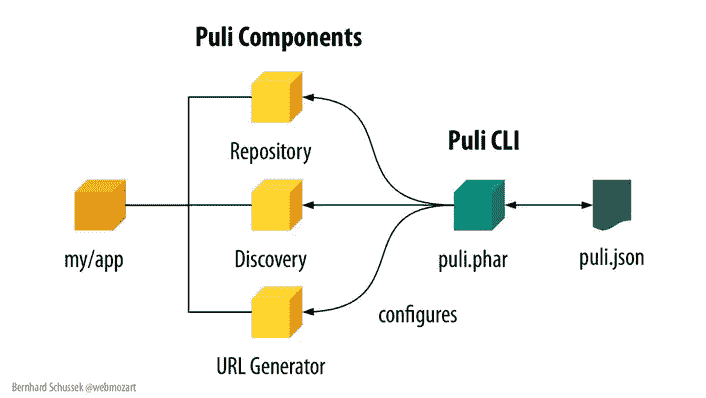 Puli Components
Repository
Puli CLI
my/app
Discovery
puli.phar
puli.json
configures
URL Generator
Bernhard Schussek @webmozart